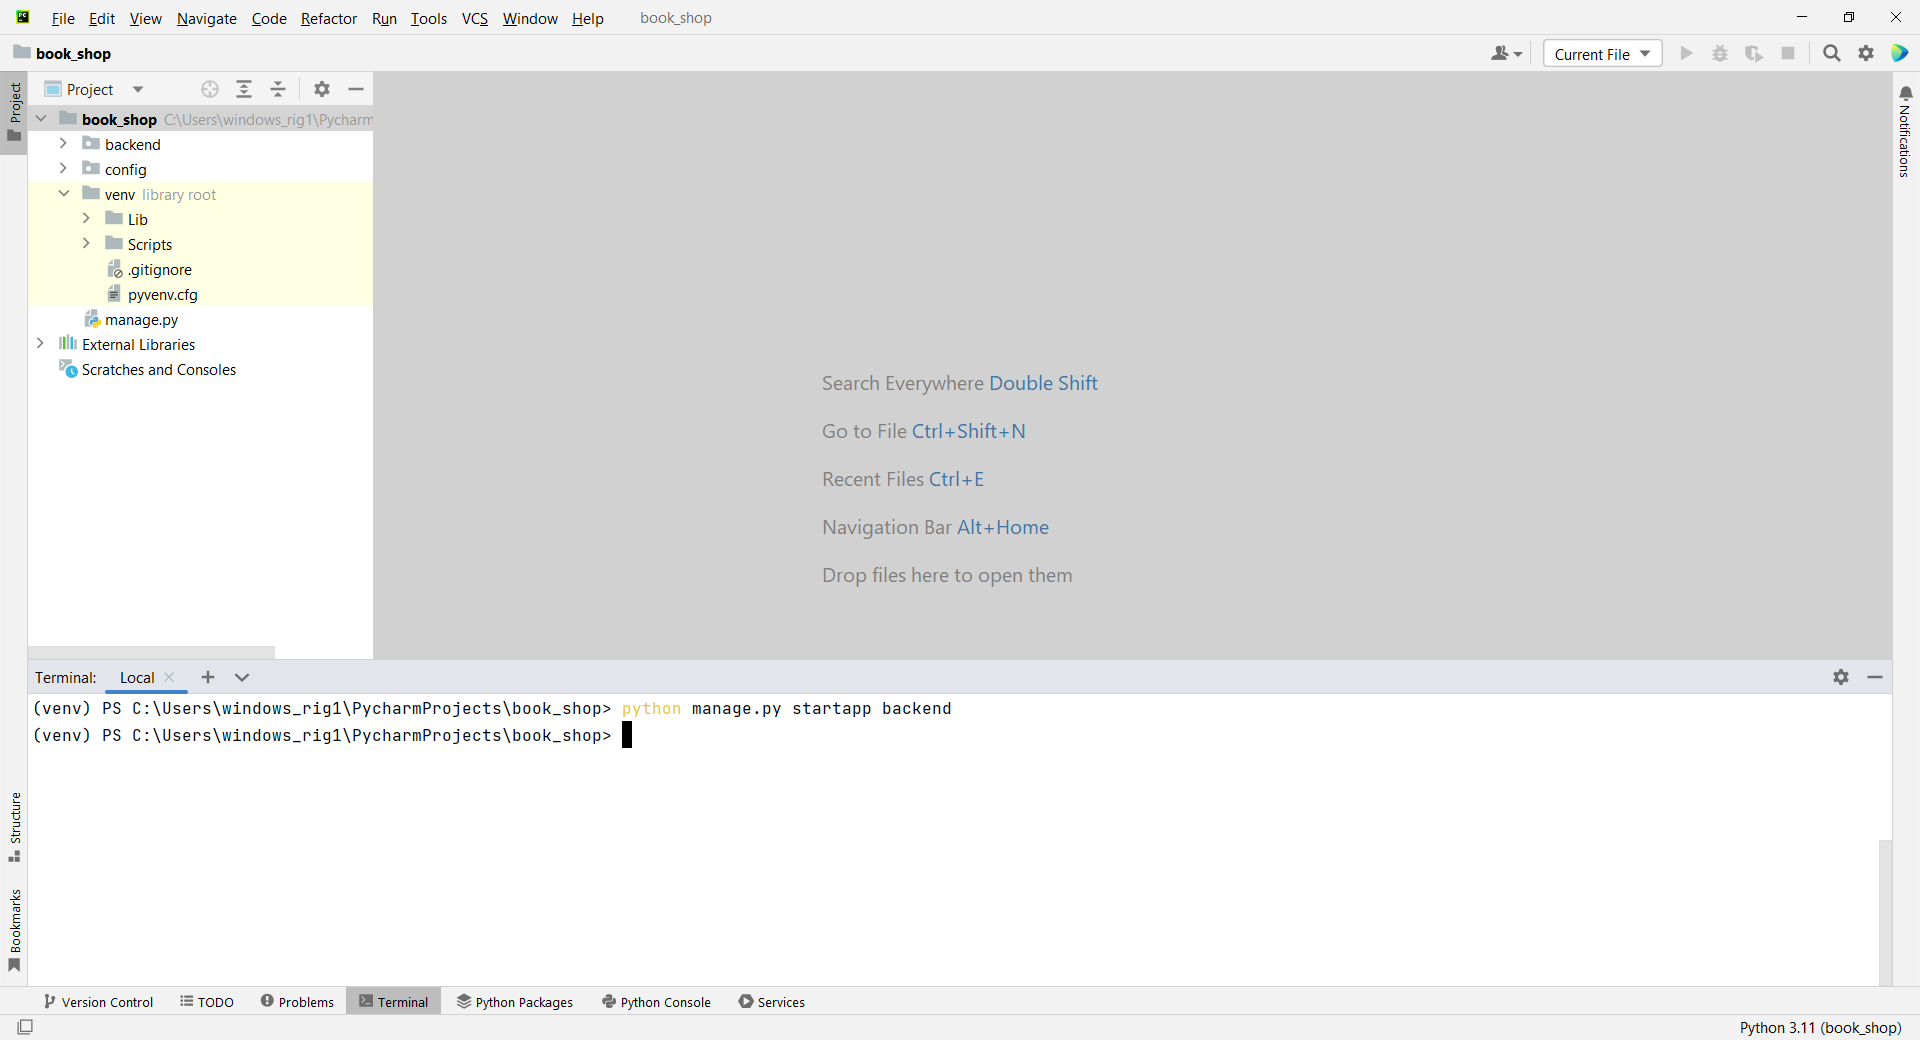 File Edit View Navigate Code Refactor Run Tools VCS Window Help book_shop
book_shop
Current File
Project
Project
book_shop C:\Users\windows_rig1\Pycharm
backend
config
venv library root
Lib
Scripts
.gitignore
pyvenv.cfg
manage.py
External Libraries
Scratches and Consoles
Notifications
Search Everywhere Double Shift
Go to File Ctrl+Shift+N
Recent Files Ctrl+E
Navigation Bar Alt+Home
Drop files here to open them
Terminal: Local
(venv) PS C:\Users\windows_rig1\PycharmProjects\book_shop> python manage.py startapp backend
(venv) PS C:\Users\windows_rig1\PycharmProjects\book_shop>
Structure
Bookmarks
Version Control TODO Problems Terminal Python Packages Python Console Services
Python 3.11 (book_shop)